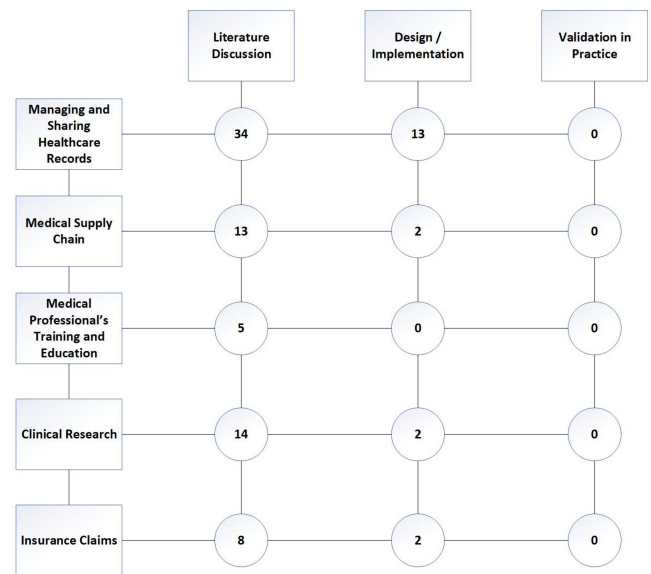 Literature
Discussion
Design /
Implementation
Validation in
Practice
Managing and
Sharing
Healthcare
Records
34
13
0
Medical Supply
Chain
13
2
0
Medical
Professional's
Training and
Education
5
0
0
Clinical Research
14
2
0
Insurance Claims
8
2
0